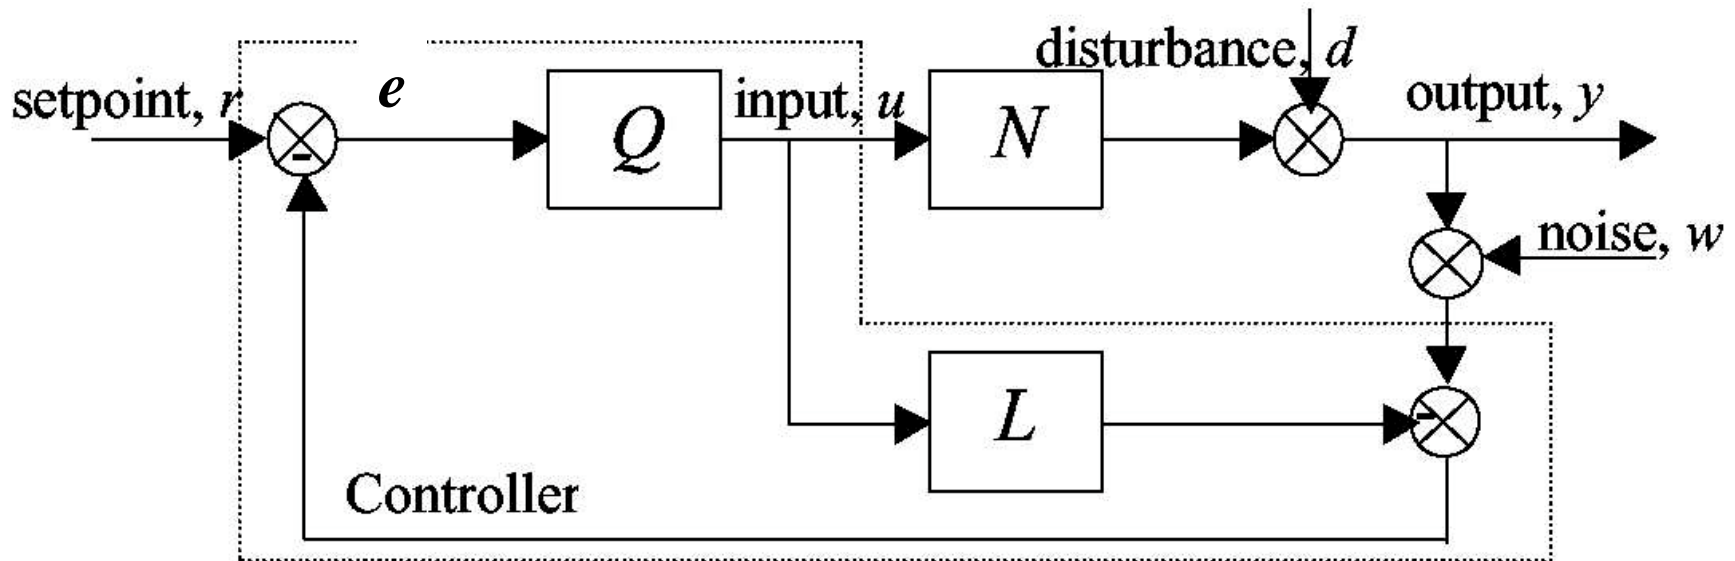 disturbance, d
setpoint, r
e
Q
input, u
N
output, y
-
noise, w
L
-
Controller